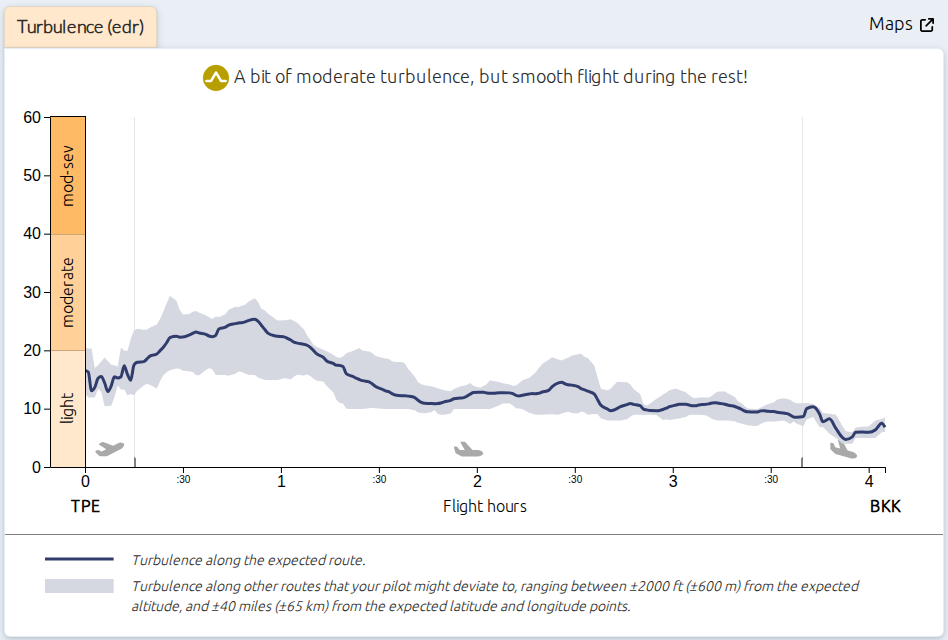 Turbulence (edr)
Maps
A bit of moderate turbulence, but smooth flight during the rest!
60
50
40
30
20
10
0
mod-sev
moderate
light
0 :30 1 :30 2 :30 3 :30 4
TPE Flight hours BKK
Turbulence along the expected route.
Turbulence along other routes that your pilot might deviate to, ranging between ±2000 ft (±600 m) from the expected
altitude, and ±40 miles (±65 km) from the expected latitude and longitude points.